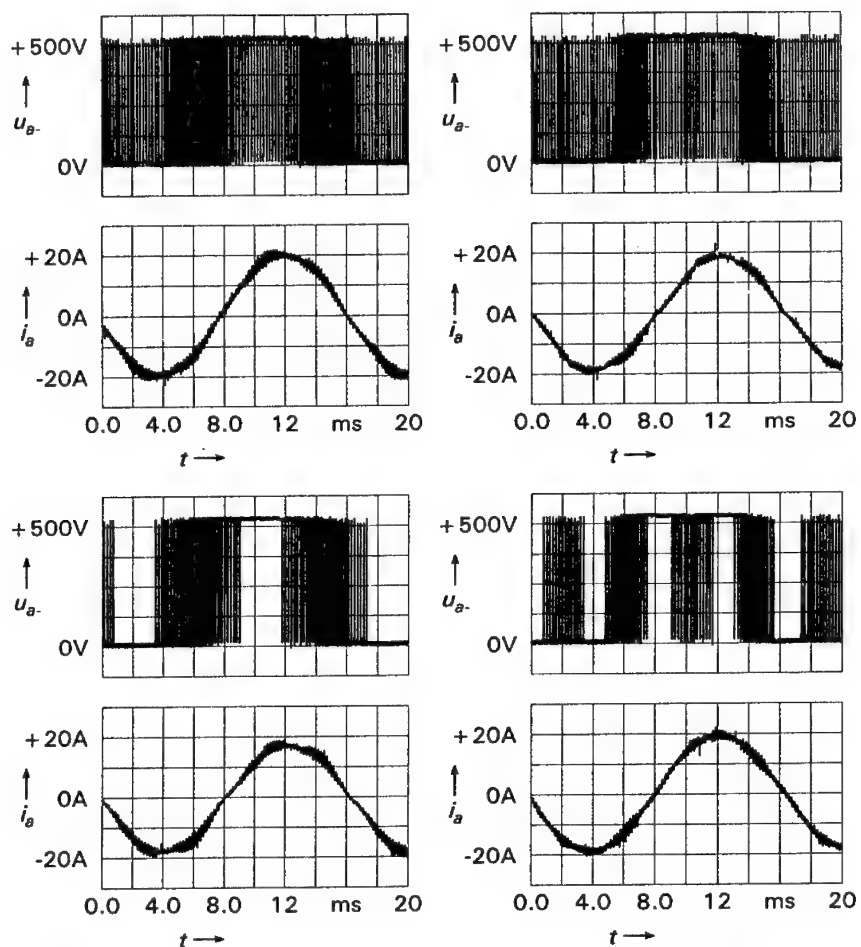 +500V
↑
u_a-
0V
+20A
↑
0A
i_a
-20A
0.0 4.0 8.0 12 ms 20
t →
+500V
↑
u_a-
0V
+20A
↑
0A
i_a
-20A
0.0 4.0 8.0 12 ms 20
t →
+500V
↑
u_a-
0V
+20A
↑
0A
i_a
-20A
0.0 4.0 8.0 12 ms 20
t →
+500V
↑
u_a-
0V
+20A
↑
0A
i_a
-20A
0.0 4.0 8.0 12 ms 20
t →